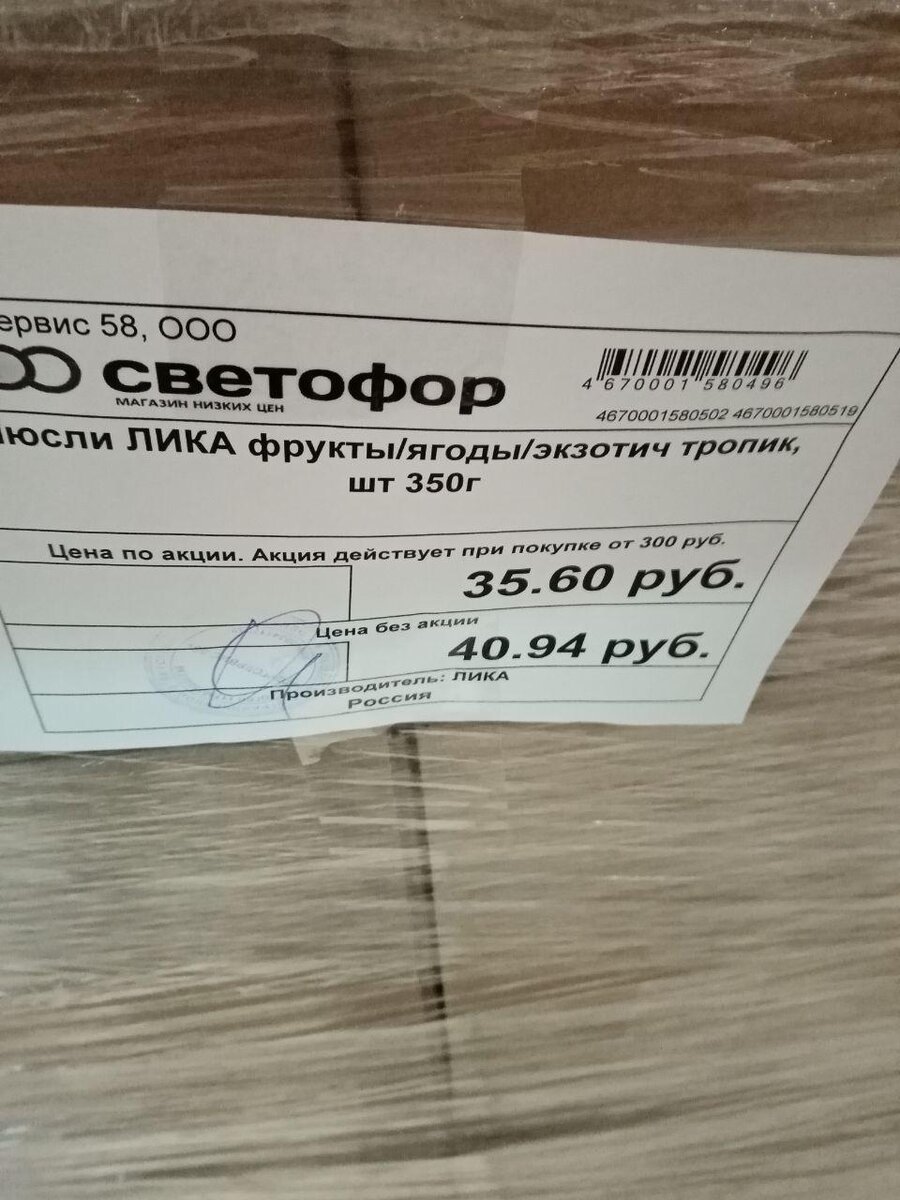 ервис 58, ООО
светофор
МАГАЗИН НИЗКИХ ЦЕН
4 670001 580496
4670001580502 4670001580519
юсли ЛИКА фрукты/ягоды/экзотич тропик,
шт 350г
Цена по акции. Акция действует при покупке от 300 руб.
35.60 руб.
Цена без акции
40.94 руб.
Производитель: ЛИКА
Россия